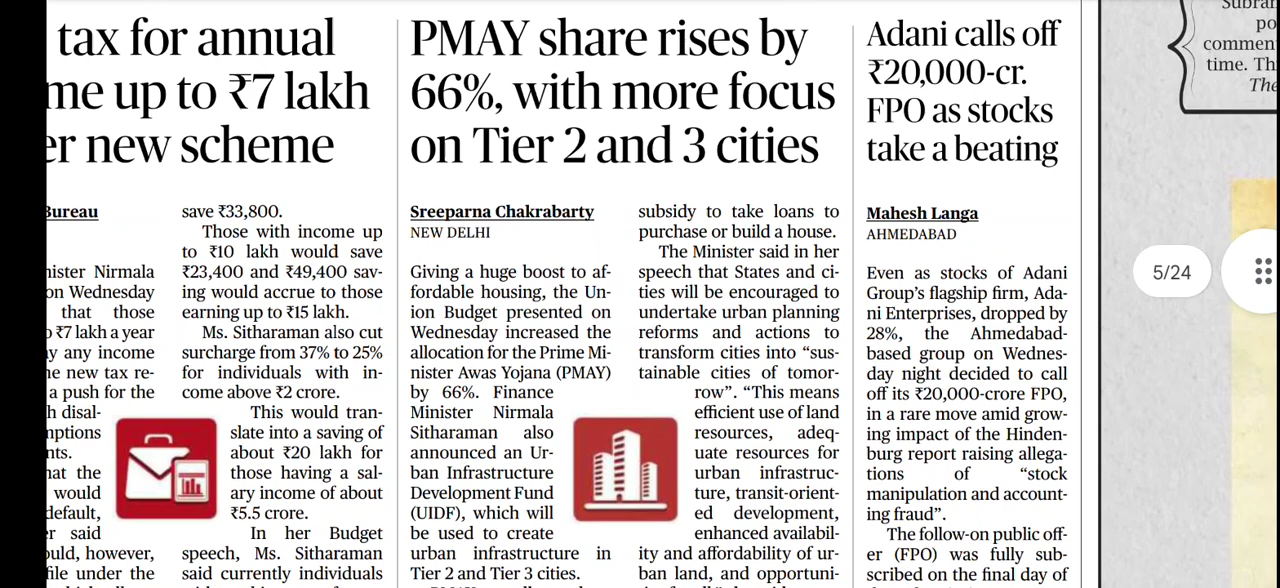 tax for annual
up to ₹7 lakh
new scheme
Bureau
Nirmala
on Wednesday
that those
₹7 lakh a year
any income
new tax re-
a push for the
hat the
would
default,
said
however,
file under the
save ₹33,800.
Those with income up
to ₹10 lakh would save
₹23,400 and ₹49,400 sav-
ing would accrue to those
earning up to ₹15 lakh.
Ms. Sitharaman also cut
surcharge from 37% to 25%
for individuals with in-
come above ₹2 crore.
This would tran-
slate into a saving of
about ₹20 lakh for
those having a sal-
ary income of about
₹5.5 crore.
In her Budget
speech, Ms. Sitharaman
said currently individuals
PMAY share rises by
66%, with more focus
on Tier 2 and 3 cities
Sreeparna Chakrabarty
NEW DELHI
Giving a huge boost to af-
fordable housing, the Un-
ion Budget presented on
Wednesday increased the
allocation for the Prime Mi-
nister Awas Yojana (PMAY)
by 66%. Finance
Minister Nirmala
Sitharaman also
announced an Ur-
ban Infrastructure
Development Fund
(UIDF), which will
be used to create
urban infrastructure in
Tier 2 and Tier 3 cities.
subsidy to take loans to
purchase or build a house.
The Minister said in her
speech that States and ci-
ties will be encouraged to
undertake urban planning
reforms and actions to
transform cities into “sus-
tainable cities of tomor-
row”. “This means
efficient use of land
resources, adeq-
uate resources for
urban infrastruc-
ture, transit-orient-
ed development,
enhanced availabil-
ity and affordability of ur-
ban land, and opportuni-
Adani calls off
₹20,000-cr.
FPO as stocks
take a beating
Mahesh Langa
AHMEDABAD
Even as stocks of Adani
Group’s flagship firm, Ada-
ni Enterprises, dropped by
28%, the Ahmedabad-
based group on Wednes-
day night decided to call
off its ₹20,000-crore FPO,
in a rare move amid grow-
ing impact of the Hinden-
burg report raising allega-
tions of “stock
manipulation and account-
ing fraud”.
The follow-on public off-
er (FPO) was fully sub-
scribed on the final day of
po
commen
time. Th
The
5/24